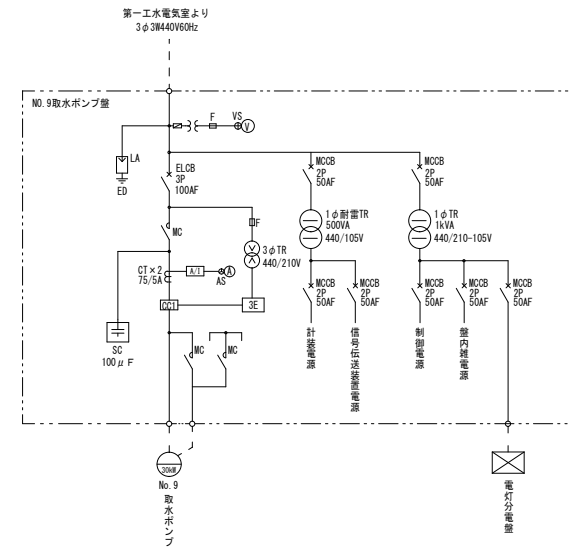 第一工水電気室より
3φ3W440V60Hz
NO.9取水ポンプ盤
F
VS
V
LA
ED
ELCB
3P
100AF
MC
F
3φTR
440/210V
CT×2
75/5A
A/I
A
AS
CC1
3E
SC
100μF
MC
MC
MCCB
2P
50AF
1φ耐雷TR
500VA
440/105V
MCCB
2P
50AF
MCCB
2P
50AF
計装電源
信号伝送装置電源
MCCB
2P
50AF
1φTR
1kVA
440/210-105V
MCCB
2P
50AF
MCCB
2P
50AF
MCCB
2P
50AF
制御電源
盤内雑電源
30kW
No.9
取水ポンプ
電灯分電盤